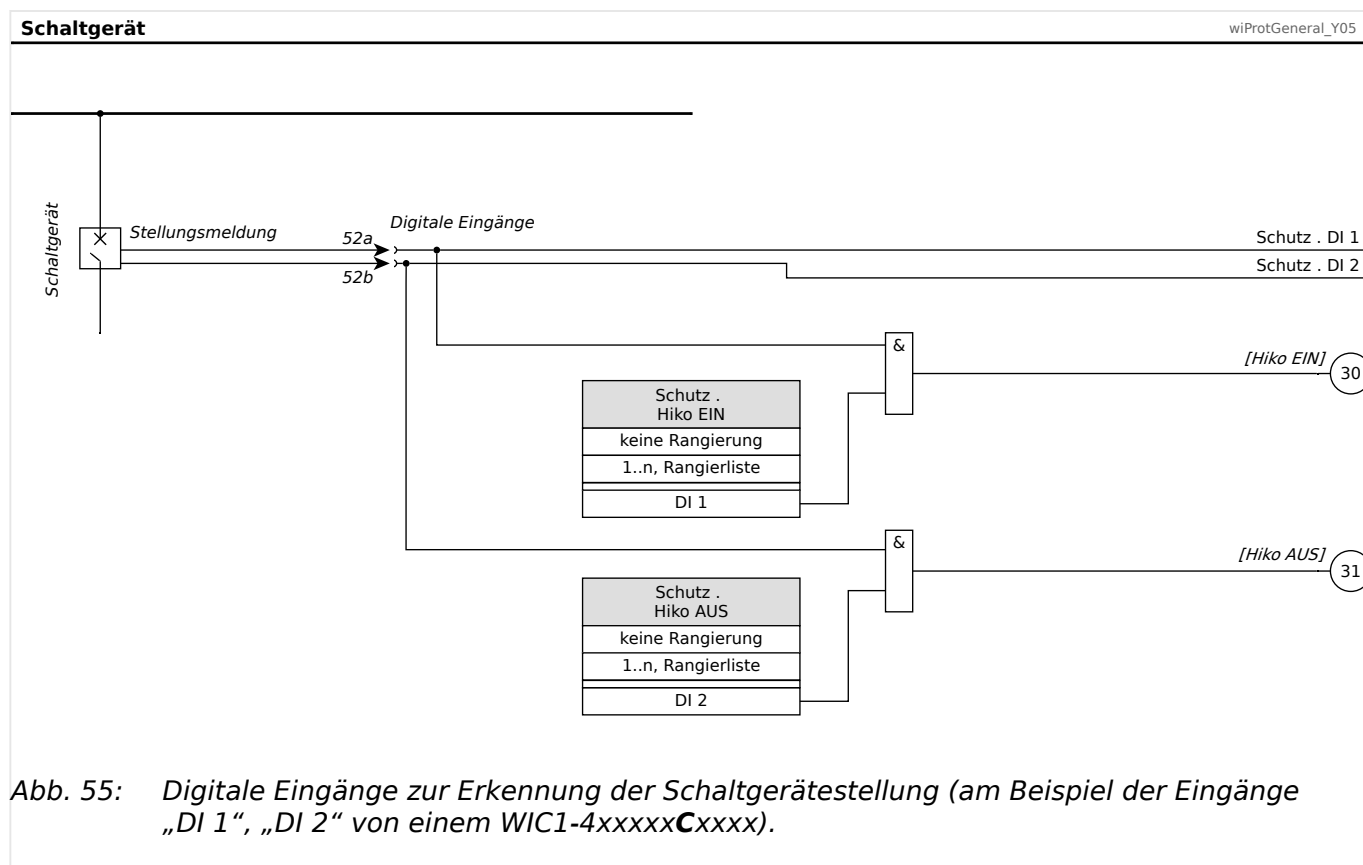 Schaltgerät
wiProtGeneral_Y05
Schaltgerät
Stellungsmeldung
52a
Digitale Eingänge
52b
Schutz . DI 1
Schutz . DI 2
&
[Hiko EIN]
30
Schutz .
Hiko EIN
keine Rangierung
1..n, Rangierliste
DI 1
&
[Hiko AUS]
31
Schutz .
Hiko AUS
keine Rangierung
1..n, Rangierliste
DI 2
Abb. 55: Digitale Eingänge zur Erkennung der Schaltgerätestellung (am Beispiel der Eingänge
„DI 1“, „DI 2“ von einem WIC1-4xxxxxCxxxx).